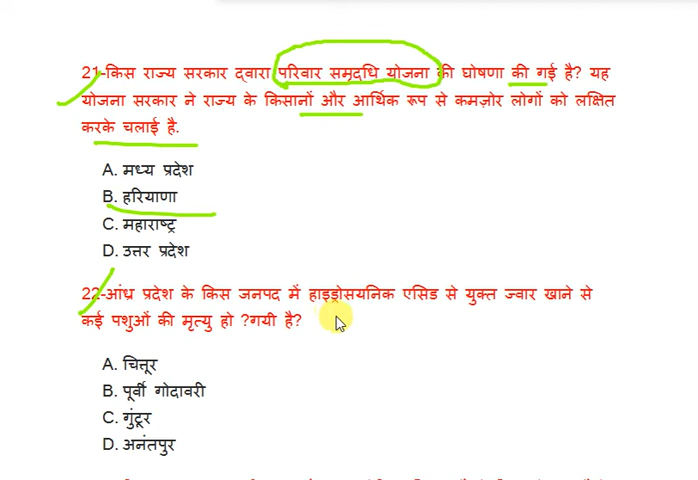 21-किस राज्य सरकार द्वारा परिवार समृद्धि योजना की घोषणा की गई है? यह
योजना सरकार ने राज्य के किसानों और आर्थिक रूप से कमज़ोर लोगों को लक्षित
करके चलाई है.
A. मध्य प्रदेश
B. हरियाणा
C. महाराष्ट्र
D. उत्तर प्रदेश
22-आंध्र प्रदेश के किस जनपद में हाइड्रोसयनिक एसिड से युक्त ज्वार खाने से
कई पशुओं की मृत्यु हो ?गयी है?
A. चित्तूर
B. पूर्वी गोदावरी
C. गुंटूर
D. अनंतपुर